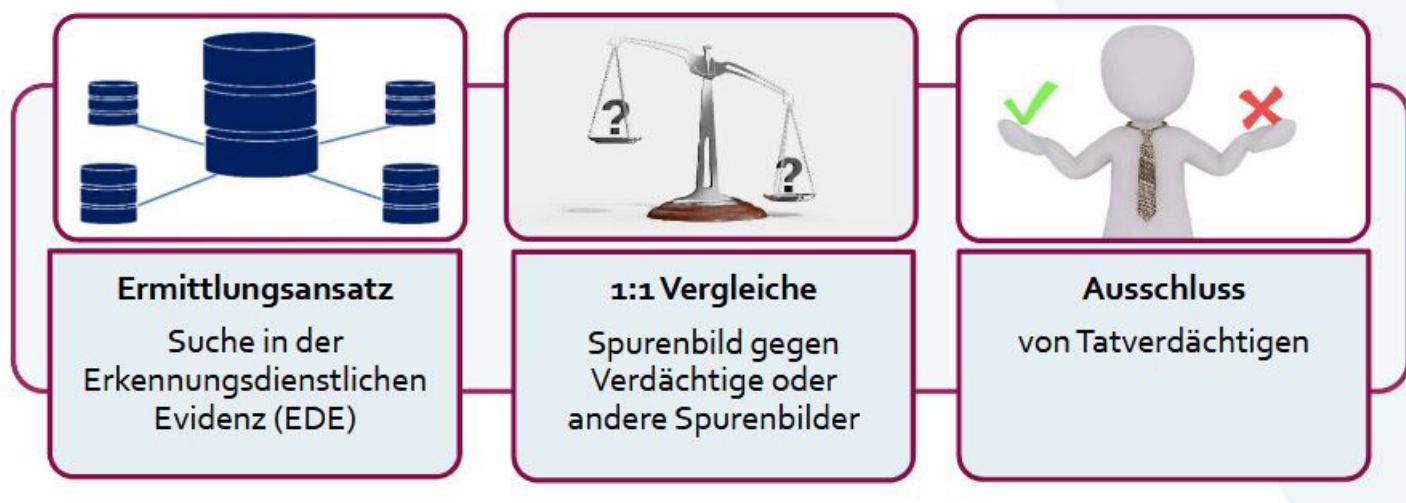 ?
?
Ermittlungsansatz
Suche in der
Erkennungsdienstlichen
Evidenz (EDE)
1:1 Vergleiche
Spurenbild gegen
Verdächtige oder
andere Spurenbilder
Ausschluss
von Tatverdächtigen